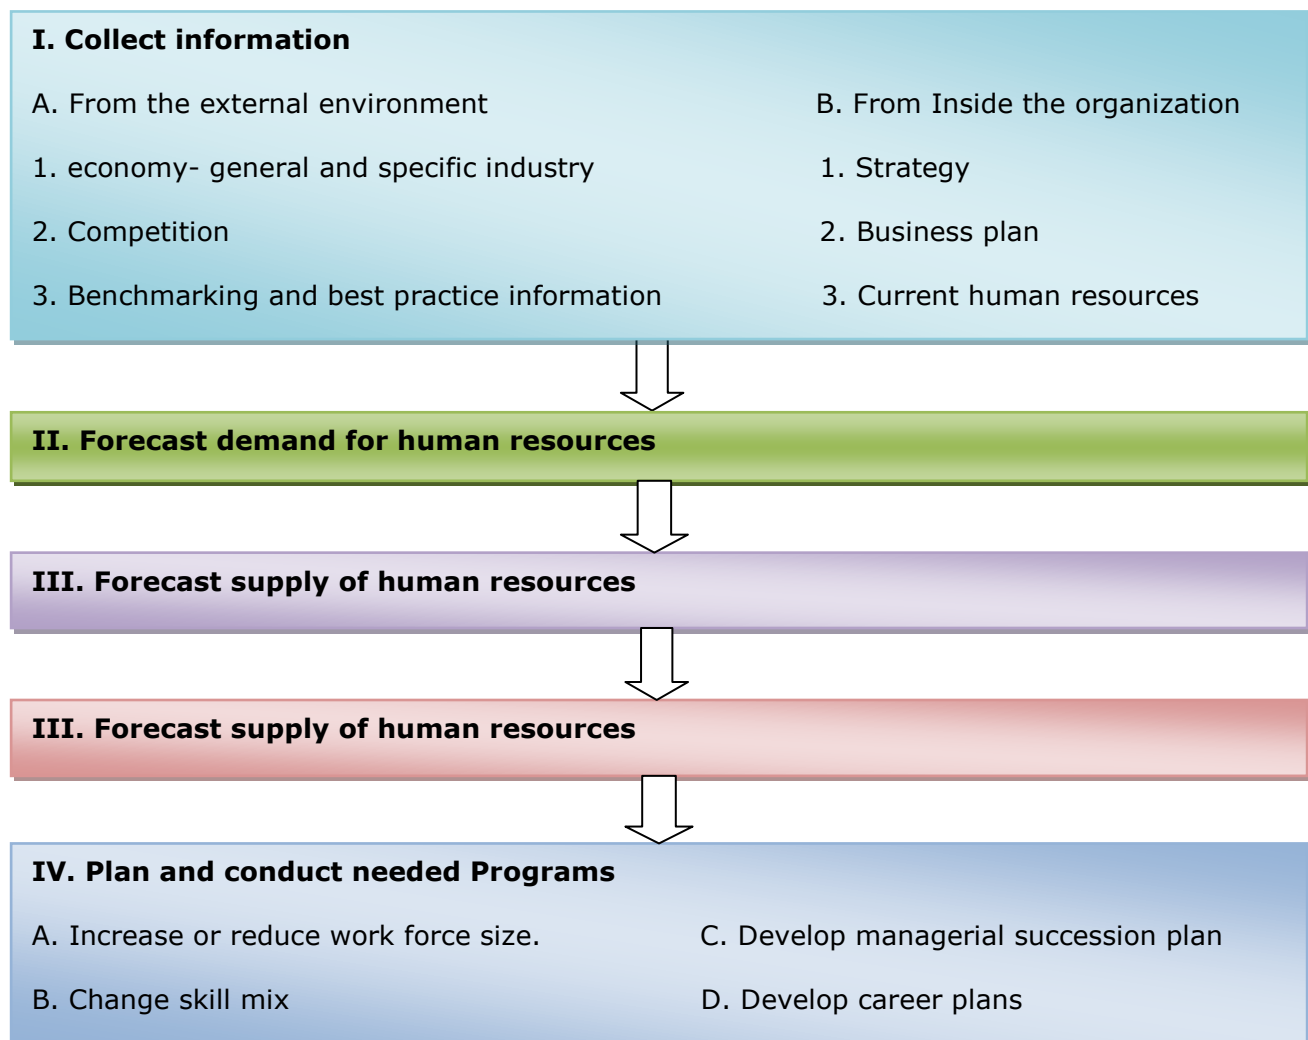 I. Collect information
A. From the external environment B. From Inside the organization
1. economy- general and specific industry 1. Strategy
2. Competition 2. Business plan
3. Benchmarking and best practice information 3. Current human resources
II. Forecast demand for human resources
III. Forecast supply of human resources
III. Forecast supply of human resources
IV. Plan and conduct needed Programs
A. Increase or reduce work force size. C. Develop managerial succession plan
B. Change skill mix D. Develop career plans